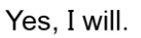 Yes, I will.